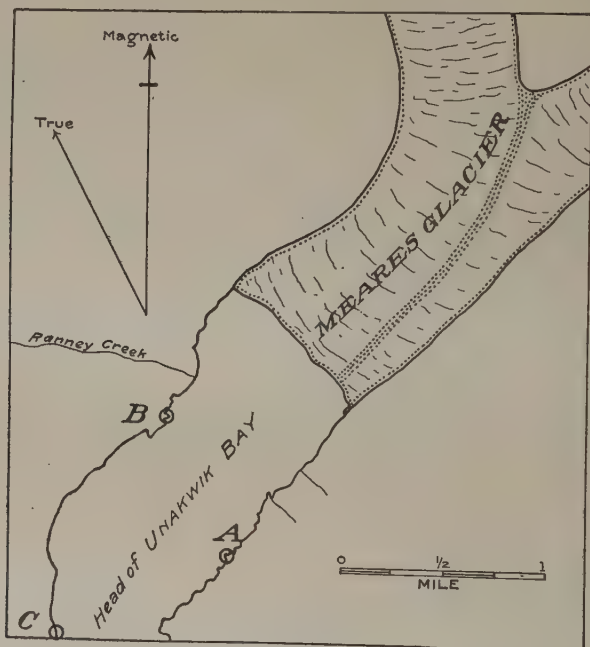 Magnetic
True
MEARES GLACIER
Ranney Creek
B
Head of UNAKWIK BAY
A
0 1/2 1
MILE
C